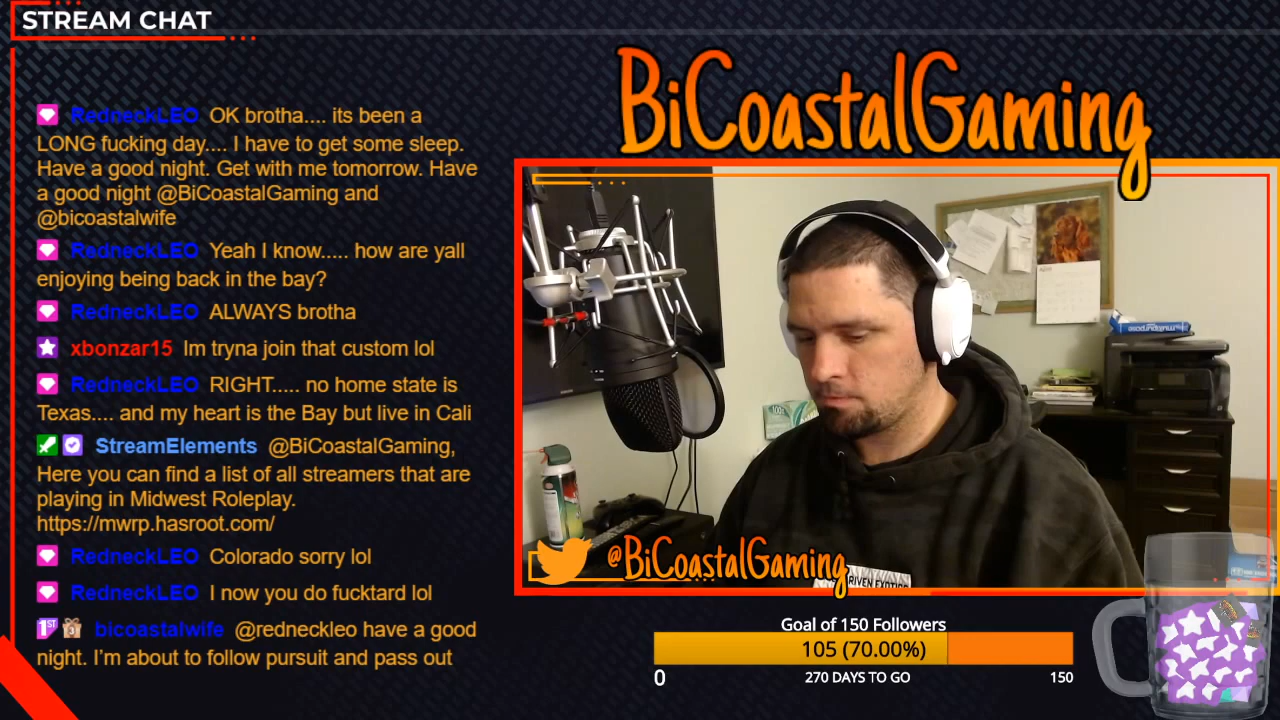 STREAM CHAT
RedneckLEO OK brotha.... its been a
LONG fucking day.... I have to get some sleep.
Have a good night. Get with me tomorrow. Have
a good night @BiCoastalGaming and
@bicoastalwife
RedneckLEO Yeah I know..... how are yall
enjoying being back in the bay?
RedneckLEO ALWAYS brotha
xbonzar15 Im tryna join that custom lol
RedneckLEO RIGHT..... no home state is
Texas.... and my heart is the Bay but live in Cali
StreamElements @BiCoastalGaming,
Here you can find a list of all streamers that are
playing in Midwest Roleplay.
https://mwrp.hasroot.com/
RedneckLEO Colorado sorry lol
RedneckLEO I now you do fucktard lol
1ST bicoastalwife @redneckleo have a good
night. I’m about to follow pursuit and pass out
BiCoastalGaming
@BiCoastalGaming
Goal of 150 Followers
105 (70.00%)
0 270 DAYS TO GO 150